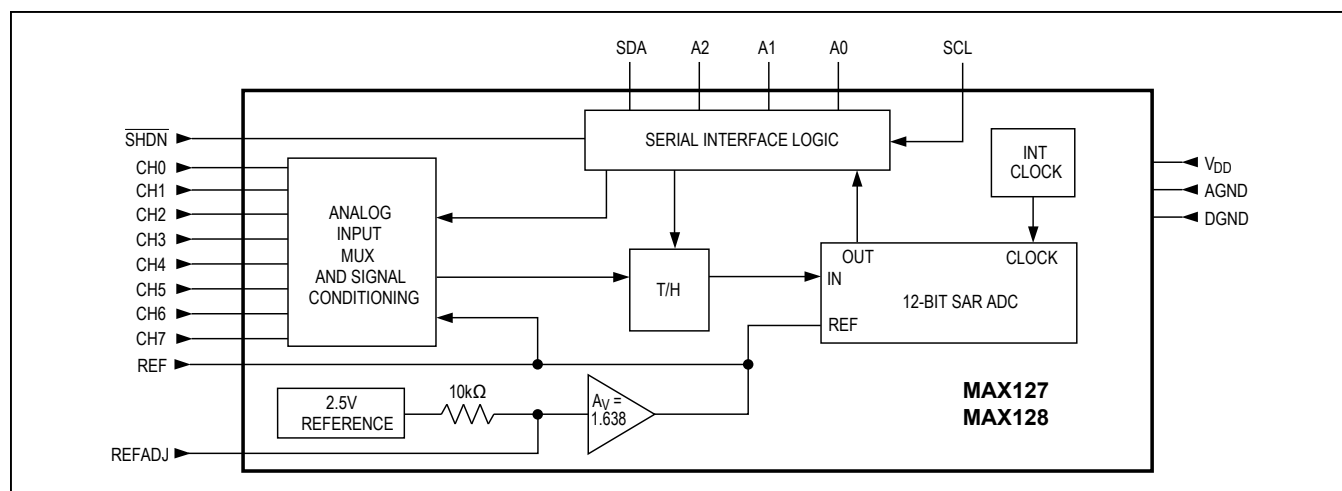 SDA A2 A1 A0 SCL
SHDN
SERIAL INTERFACE LOGIC
INT
CLOCK
VDD
AGND
DGND
CH0
CH1
CH2
CH3
CH4
CH5
CH6
CH7
REF
ANALOG
INPUT
MUX
AND SIGNAL
CONDITIONING
T/H
OUT CLOCK
IN
12-BIT SAR ADC
REF
2.5V
REFERENCE
10kΩ
AV =
1.638
MAX127
MAX128
REFADJ